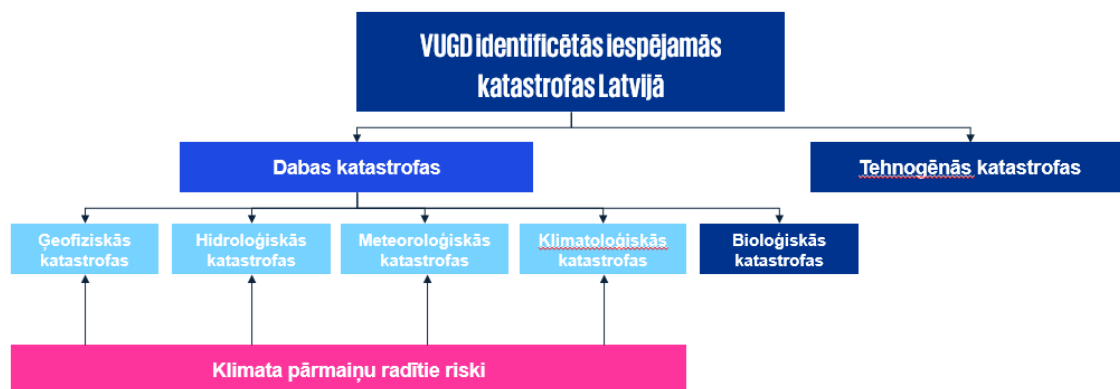 VUGD identificētās iespējamās
katastrofas Latvijā
Dabas katastrofas
Tehnogēnās katastrofas
Ģeofiziskās
katastrofas
Hidroloģiskās
katastrofas
Meteoroloģiskās
katastrofas
Klimatoloģiskās
katastrofas
Bioloģiskās
katastrofas
Klimata pārmaiņu radītie riski